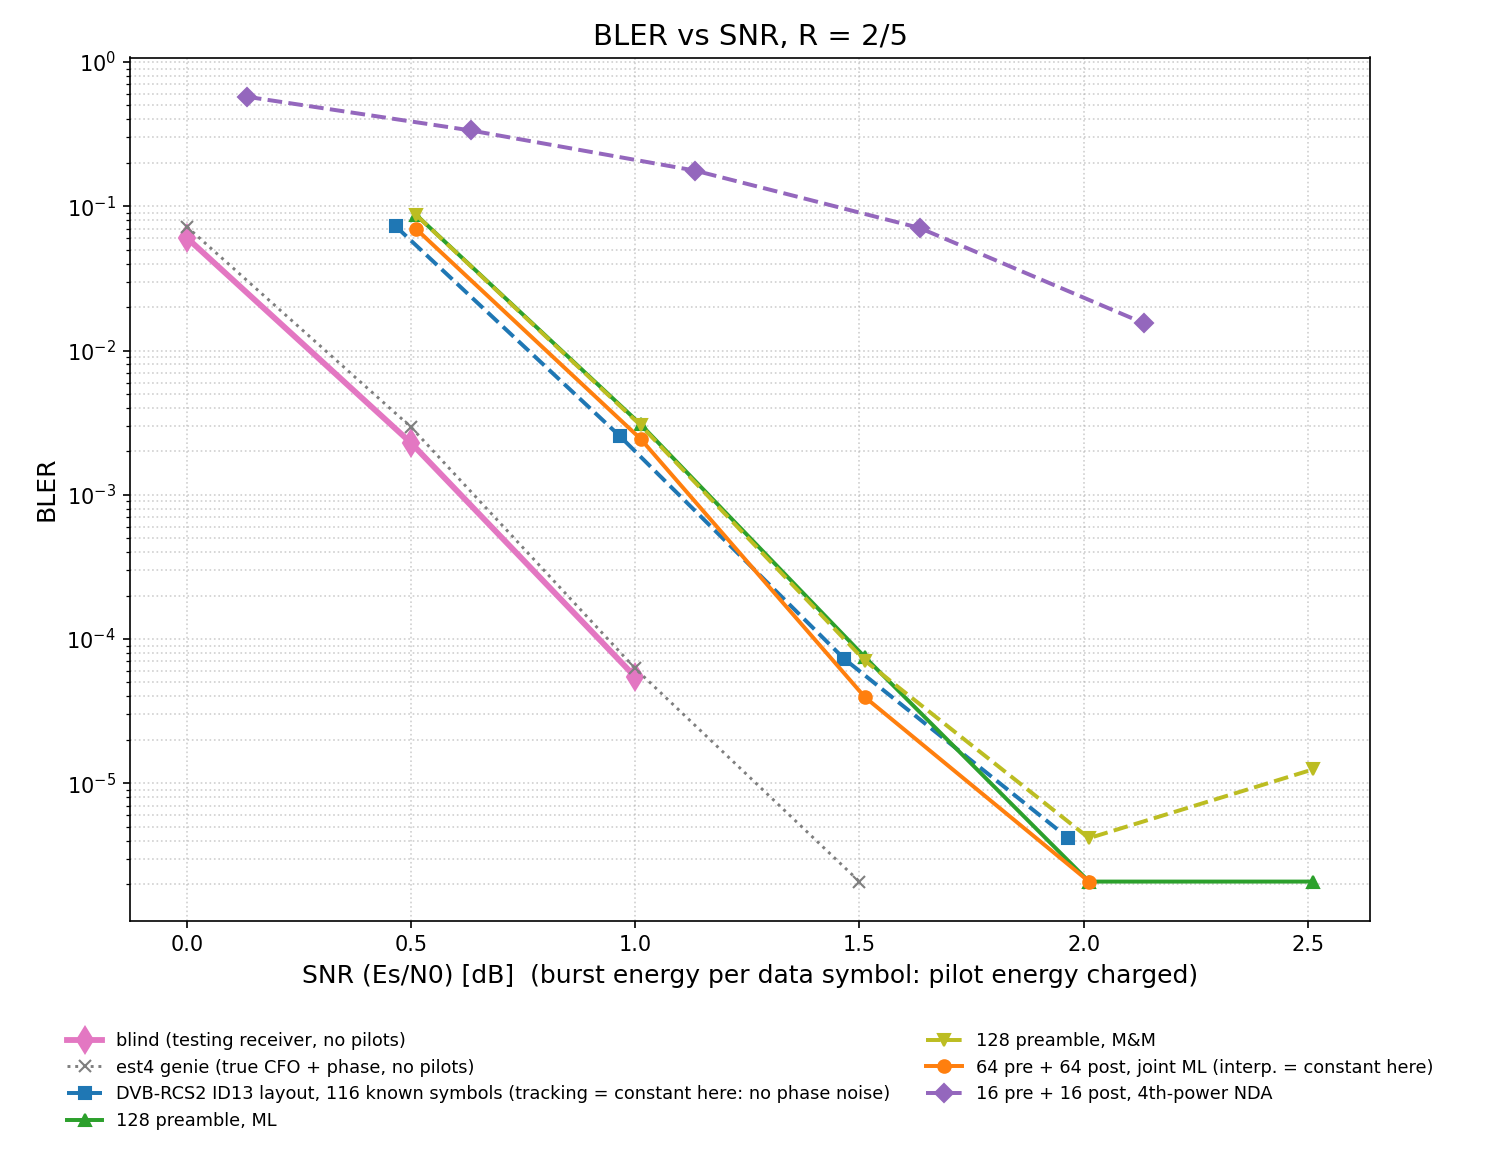 BLER vs SNR, R = 2/5
10⁰
10⁻¹
10⁻²
10⁻³
10⁻⁴
10⁻⁵
BLER
0.0 0.5 1.0 1.5 2.0 2.5
SNR (Es/N0) [dB]  (burst energy per data symbol: pilot energy charged)
blind (testing receiver, no pilots)
est4 genie (true CFO + phase, no pilots)
DVB-RCS2 ID13 layout, 116 known symbols (tracking = constant here: no phase noise)
128 preamble, ML
128 preamble, M&M
64 pre + 64 post, joint ML (interp. = constant here)
16 pre + 16 post, 4th-power NDA